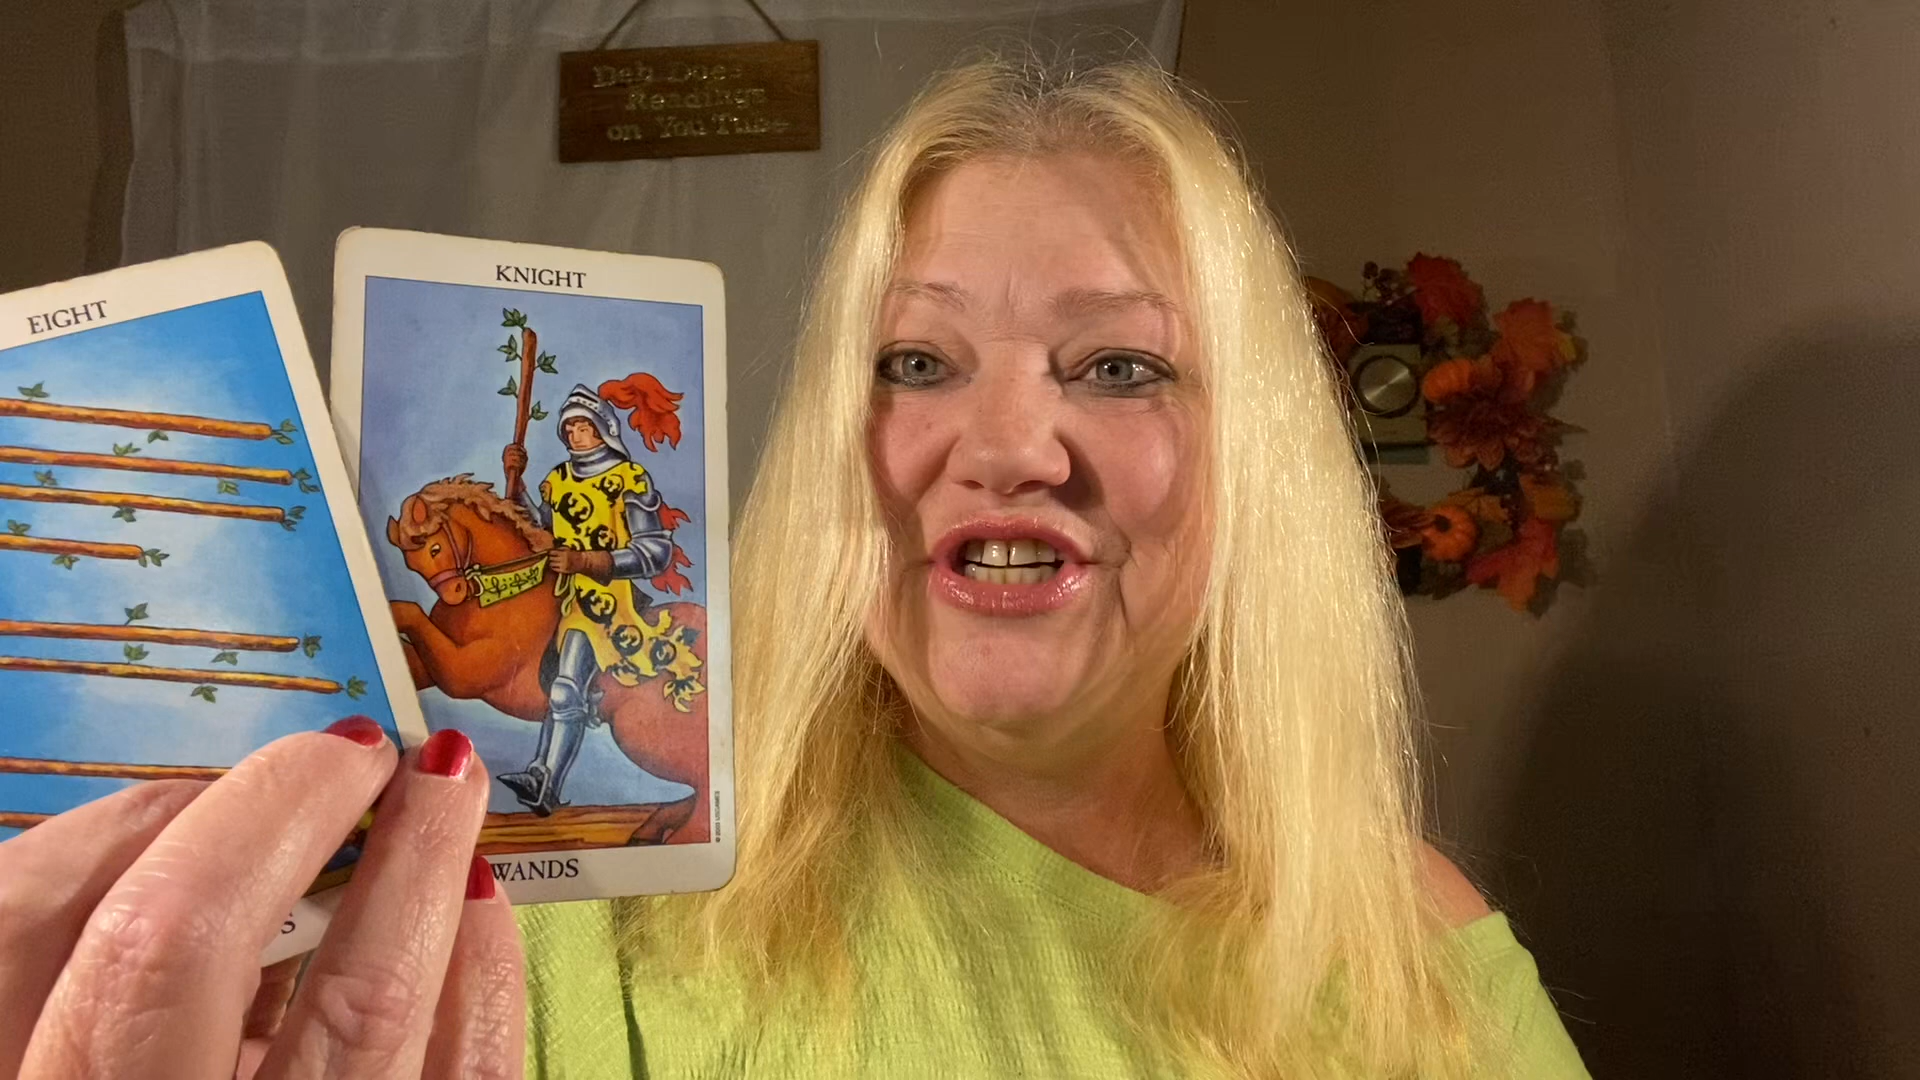 Deb Does
Readings
on YouTube
EIGHT
KNIGHT
WANDS